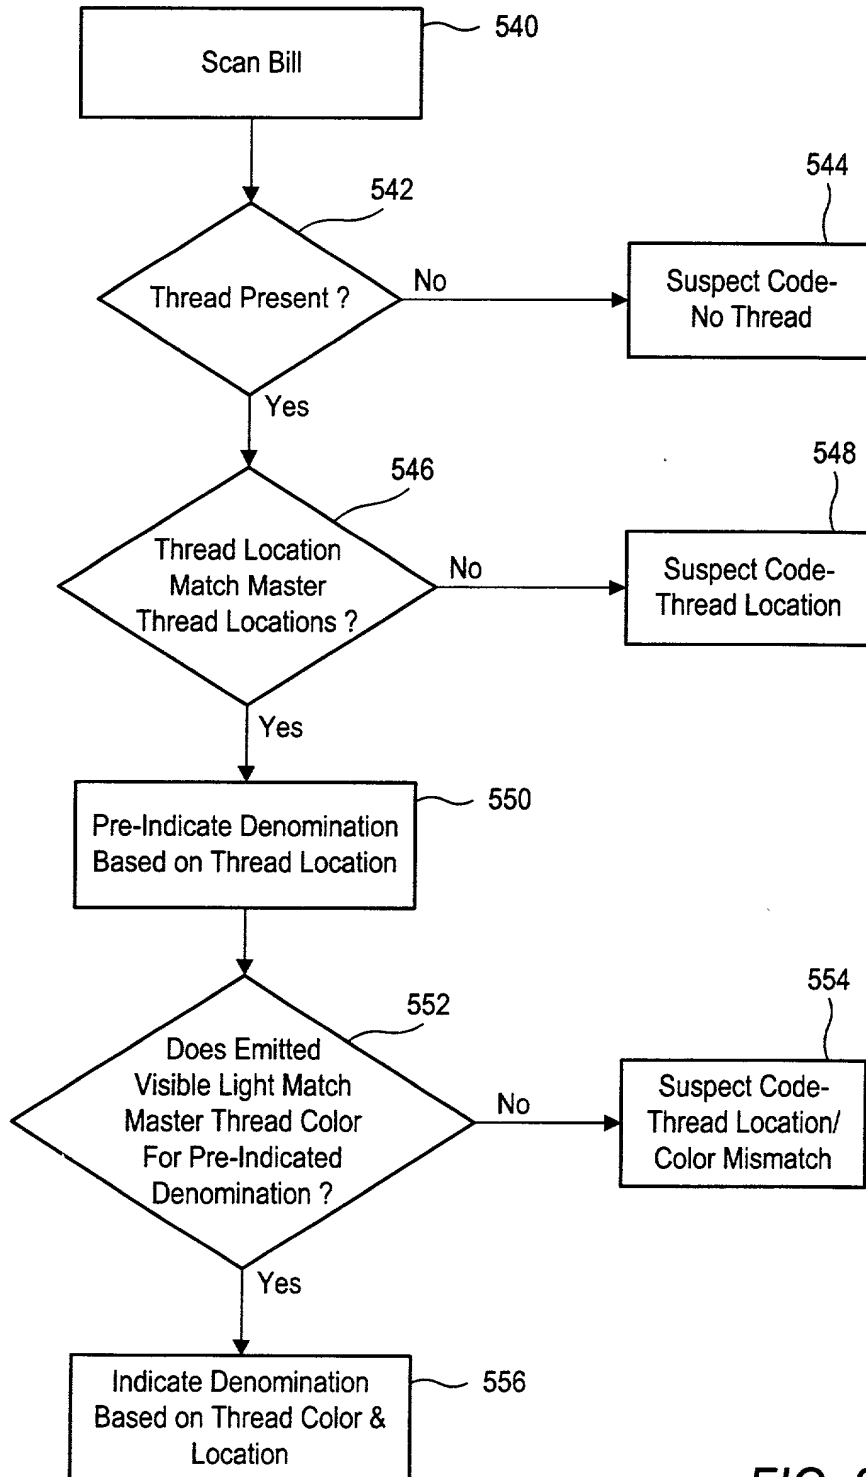 Scan Bill
540
Thread Present ?
542
No
Suspect Code-
No Thread
544
Yes
Thread Location
Match Master
Thread Locations ?
546
No
Suspect Code-
Thread Location
548
Yes
Pre-Indicate Denomination
Based on Thread Location
550
Does Emitted
Visible Light Match
Master Thread Color
For Pre-Indicated
Denomination ?
552
No
Suspect Code-
Thread Location/
Color Mismatch
554
Yes
Indicate Denomination
Based on Thread Color &
Location
556
FIG.